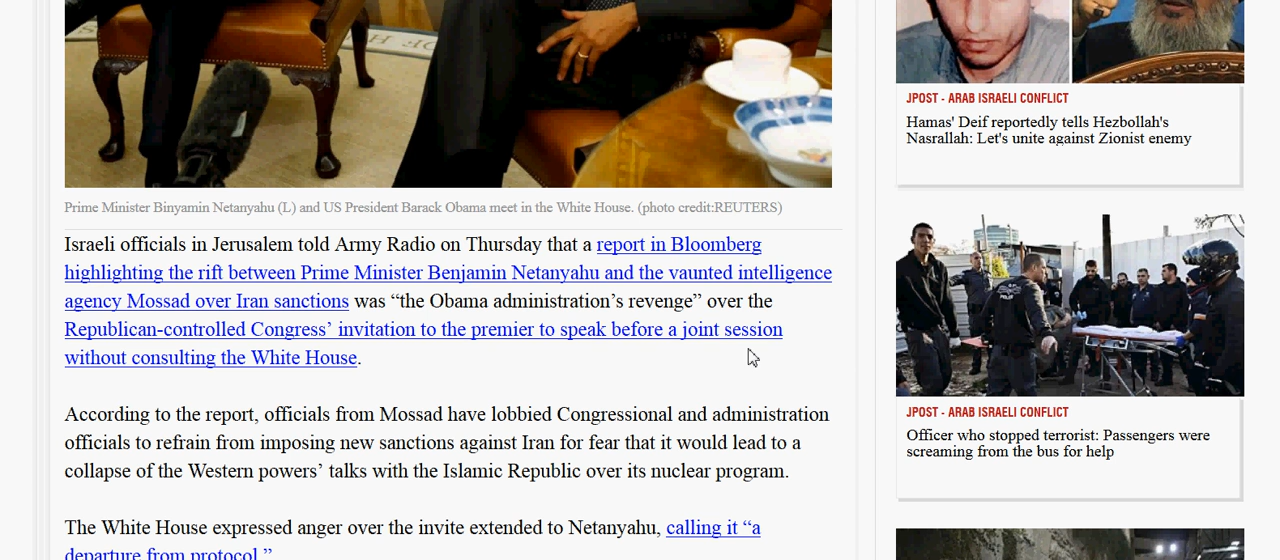 Prime Minister Binyamin Netanyahu (L) and US President Barack Obama meet in the White House. (photo credit:REUTERS)
Israeli officials in Jerusalem told Army Radio on Thursday that a report in Bloomberg
highlighting the rift between Prime Minister Benjamin Netanyahu and the vaunted intelligence
agency Mossad over Iran sanctions was “the Obama administration’s revenge” over the
Republican-controlled Congress’ invitation to the premier to speak before a joint session
without consulting the White House.
According to the report, officials from Mossad have lobbied Congressional and administration
officials to refrain from imposing new sanctions against Iran for fear that it would lead to a
collapse of the Western powers’ talks with the Islamic Republic over its nuclear program.
The White House expressed anger over the invite extended to Netanyahu, calling it “a
departure from protocol.”
JPOST - ARAB ISRAELI CONFLICT
Hamas' Deif reportedly tells Hezbollah's
Nasrallah: Let's unite against Zionist enemy
JPOST - ARAB ISRAELI CONFLICT
Officer who stopped terrorist: Passengers were
screaming from the bus for help